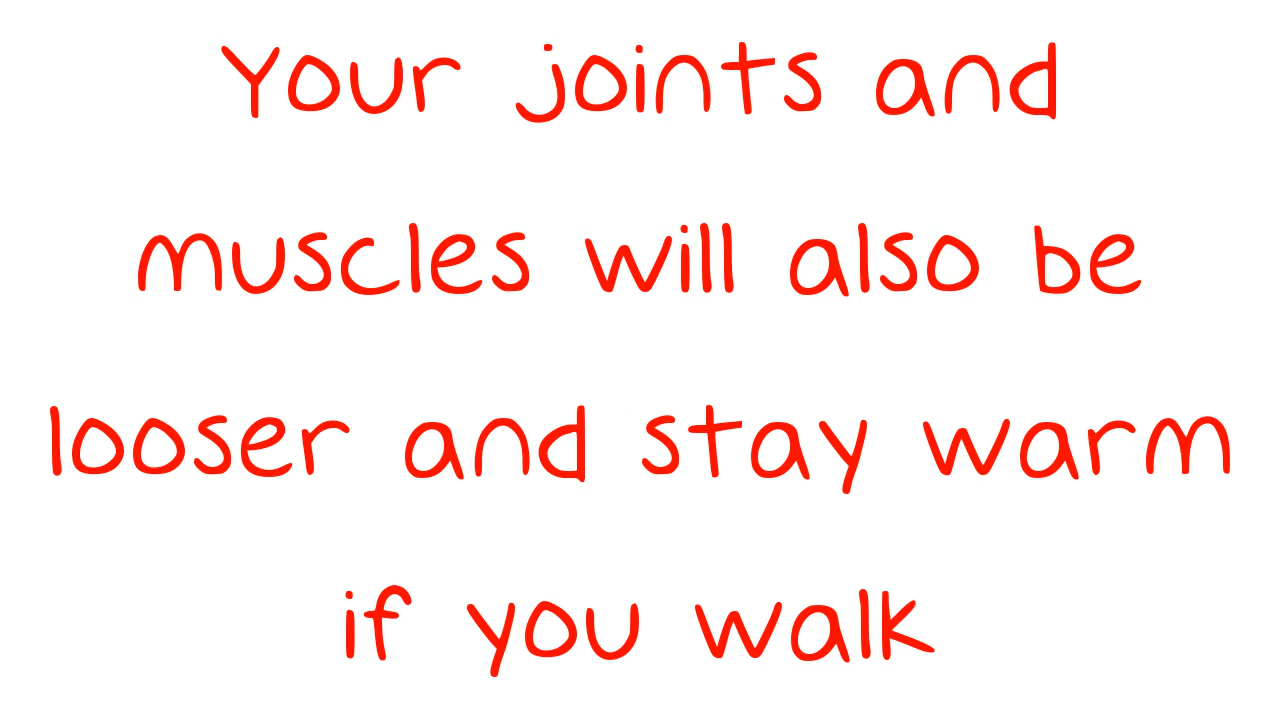 Your joints and
muscles will also be
looser and stay warm
if you walk